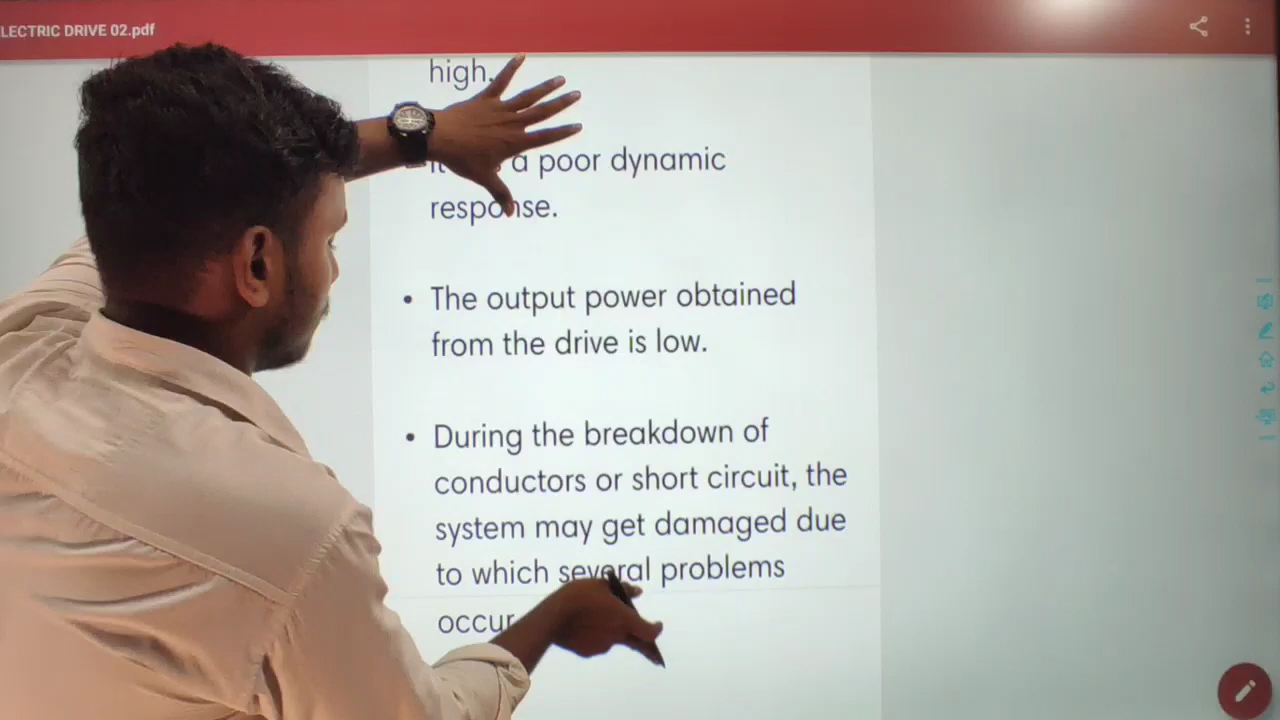 LECTRIC DRIVE 02.pdf
high.
a poor dynamic
response.
• The output power obtained
from the drive is low.
• During the breakdown of
conductors or short circuit, the
system may get damaged due
to which several problems
occur